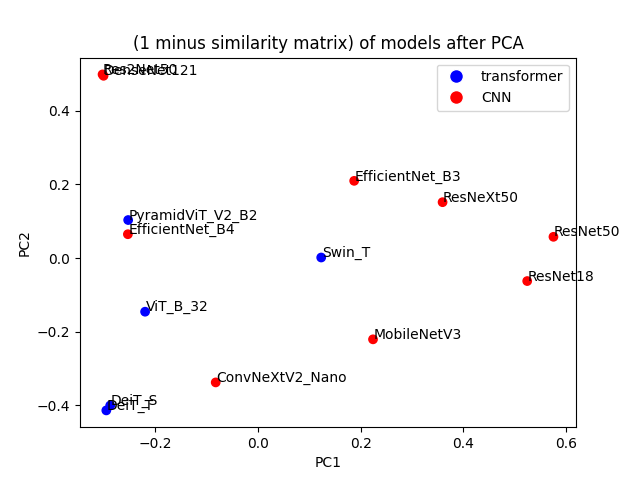 (1 minus similarity matrix) of models after PCA
transformer
CNN
Res2Net50
DenseNet121
EfficientNet_B3
ResNeXt50
PyramidViT_V2_B2
EfficientNet_B4
ResNet50
Swin_T
ResNet18
ViT_B_32
MobileNetV3
ConvNeXtV2_Nano
DeiT_S
DeiT_T
0.4
0.2
0.0
−0.2
−0.4
PC2
−0.2
0.0
0.2
0.4
0.6
PC1